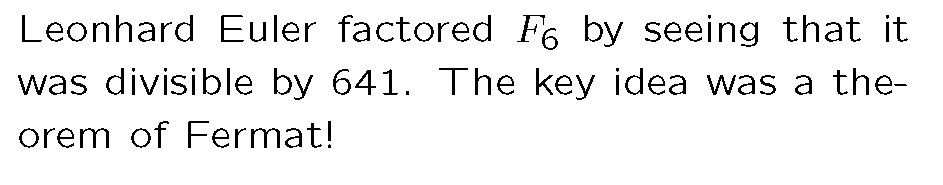 Leonhard Euler factored F₆ by seeing that it
was divisible by 641. The key idea was a the-
orem of Fermat!